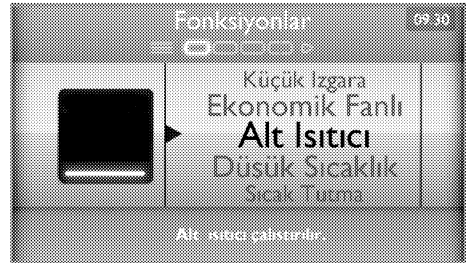 Fonksiyonlar
09:30
Küçük Izgara
Ekonomik Fanlı
Alt Isıtıcı
Düşük Sıcaklık
Sıcak Tutma
Alt ısıtıcı çalıştırılır.